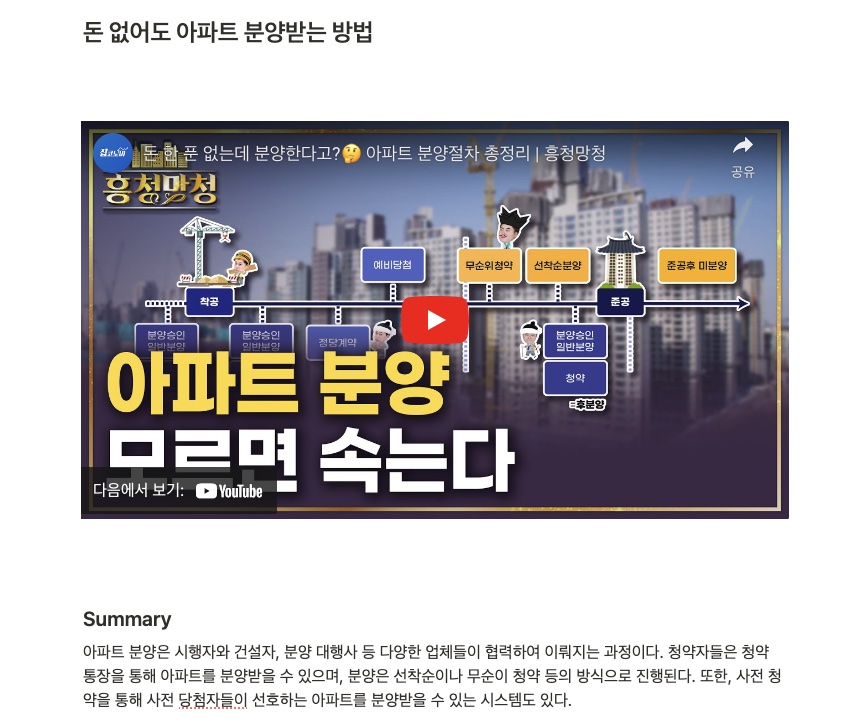 돈 없어도 아파트 분양받는 방법
집코노미
돈 한 푼 없는데 분양한다고?🤔 아파트 분양절차 총정리 | 흥청망청
공유
흥청망청
예비당첨
무순위청약
선착순분양
준공후 미분양
착공
준공
분양승인
일반분양
분양승인
일반분양
정당계약
분양승인
일반분양
청약
=후분양
아파트 분양
모르면 속는다
다음에서 보기: YouTube
Summary
아파트 분양은 시행자와 건설자, 분양 대행사 등 다양한 업체들이 협력하여 이뤄지는 과정이다. 청약자들은 청약
통장을 통해 아파트를 분양받을 수 있으며, 분양은 선착순이나 무순이 청약 등의 방식으로 진행된다. 또한, 사전 청
약을 통해 사전 당첨자들이 선호하는 아파트를 분양받을 수 있는 시스템도 있다.